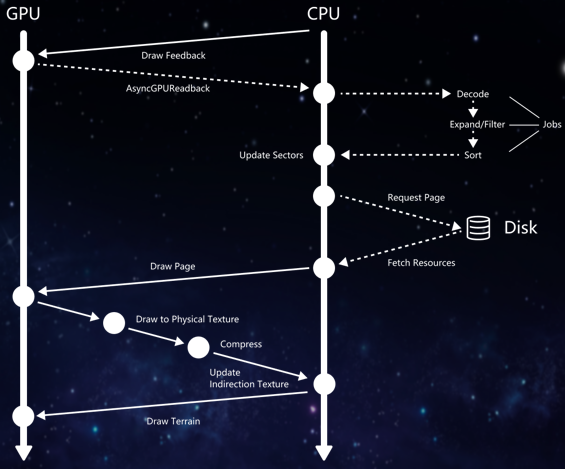 GPU
CPU
Draw Feedback
AsyncGPUReadback
Decode
Expand/Filter
Jobs
Update Sectors
Sort
Request Page
Disk
Draw Page
Fetch Resources
Draw to Physical Texture
Compress
Update
Indirection Texture
Draw Terrain